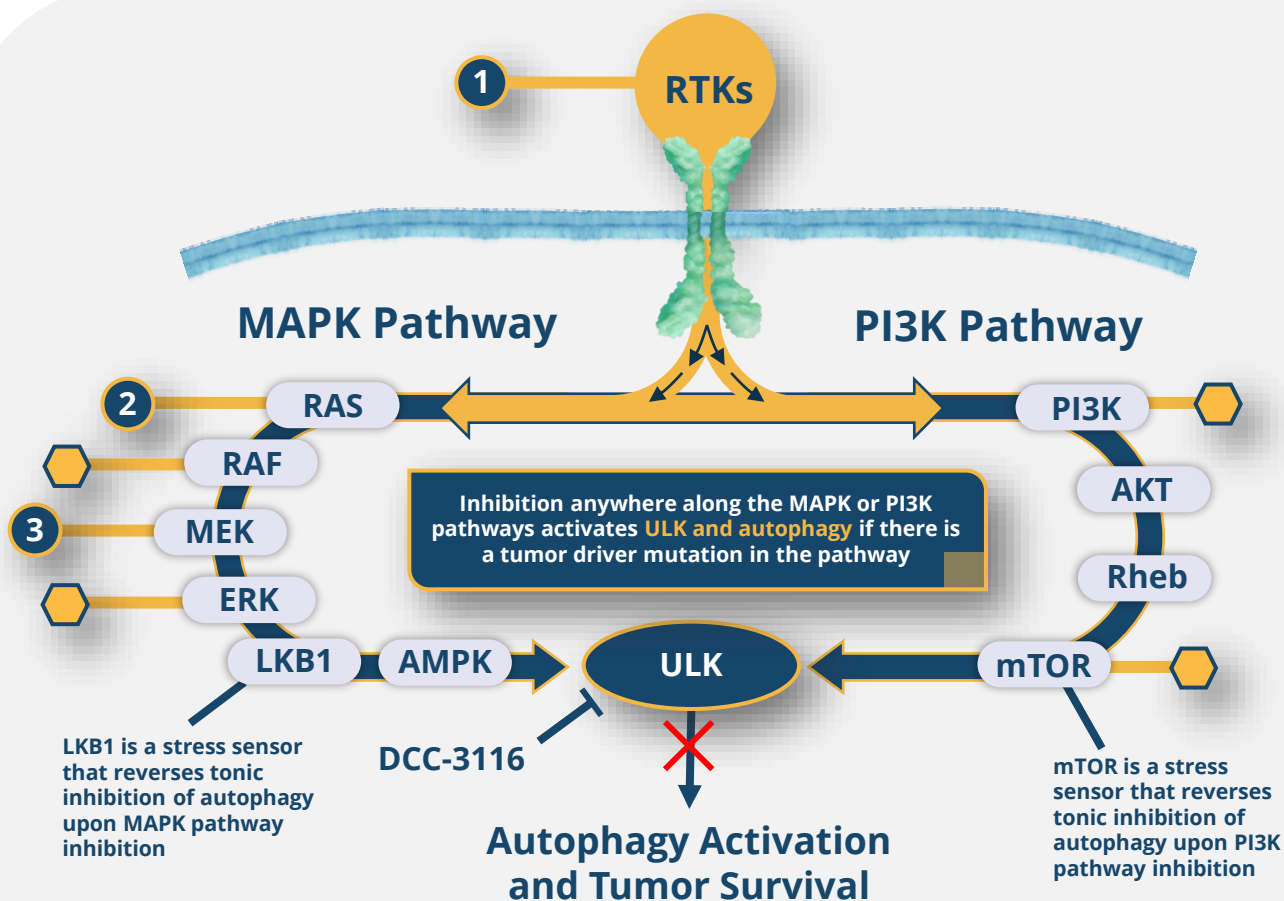 1
RTKs
MAPK Pathway
PI3K Pathway
2
RAS
PI3K
RAF
AKT
3
MEK
Inhibition anywhere along the MAPK or PI3K
pathways activates ULK and autophagy if there is
a tumor driver mutation in the pathway
Rheb
ERK
LKB1
AMPK
ULK
mTOR
LKB1 is a stress sensor
that reverses tonic
inhibition of autophagy
upon MAPK pathway
inhibition
DCC-3116
mTOR is a stress
sensor that reverses
tonic inhibition of
autophagy upon PI3K
pathway inhibition
Autophagy Activation
and Tumor Survival